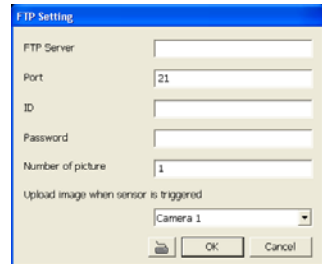 FTP Setting
FTP Server
Port 21
ID
Password
Number of picture 1
Upload image when sensor is triggered
Camera 1
OK Cancel